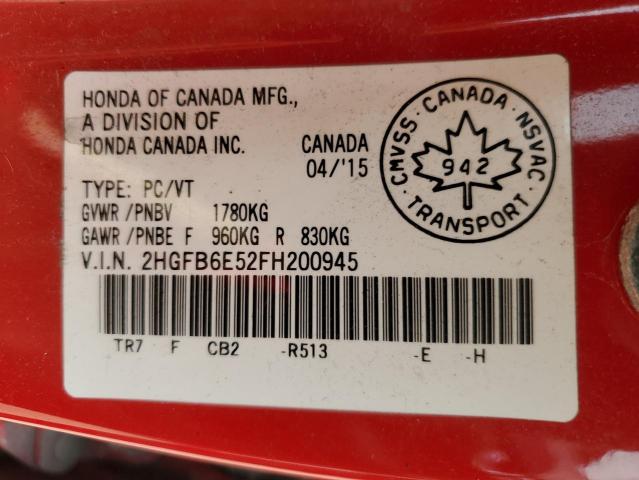 HONDA OF CANADA MFG.,
A DIVISION OF
HONDA CANADA INC.
CANADA
04/'15
CMVSS · CANADA · NSVAC
942
· TRANSPORT ·
TYPE: PC/VT
GVWR /PNBV 1780KG
GAWR /PNBE F 960KG R 830KG
V.I.N. 2HGFB6E52FH200945
TR7 F CB2 -R513 -E -H